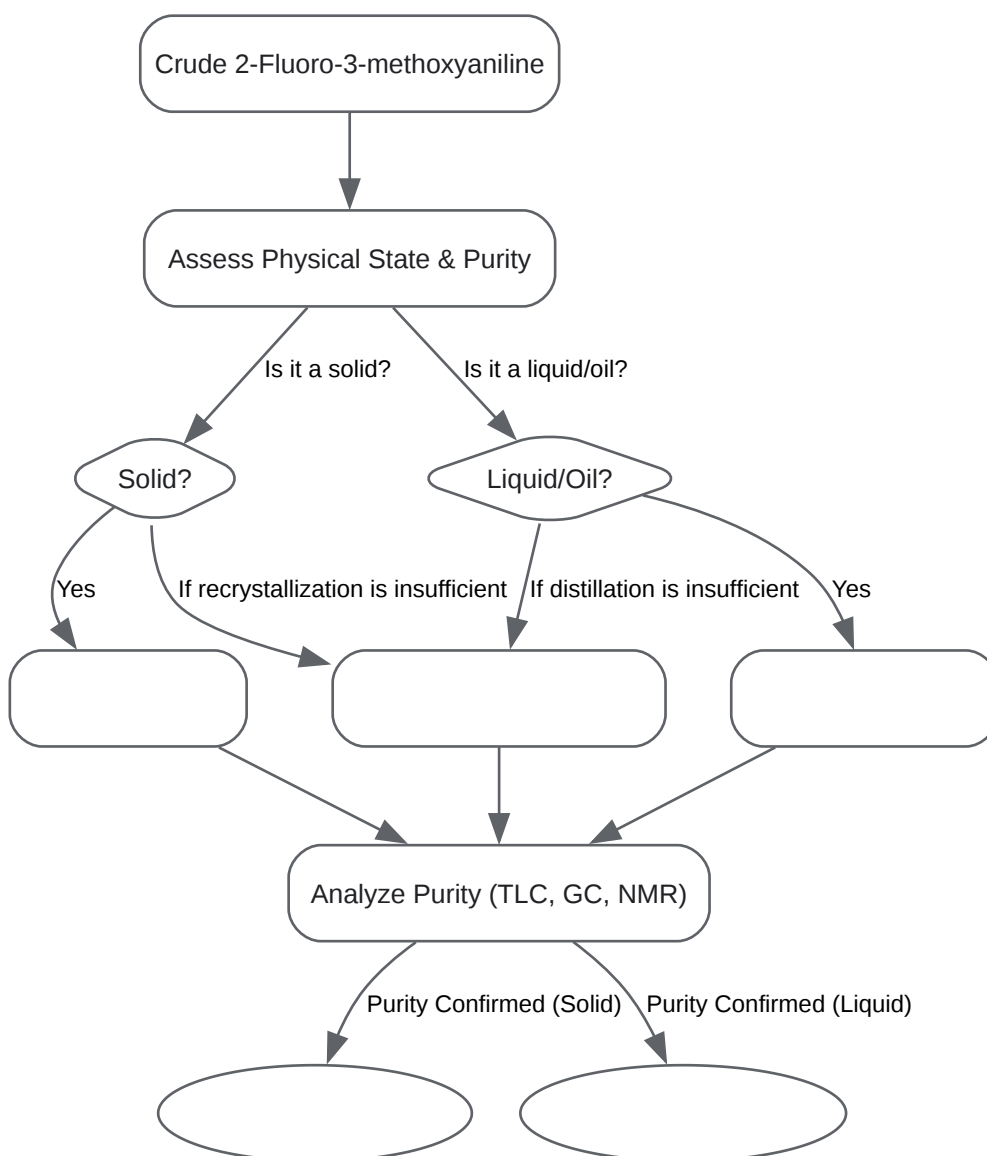 Crude 2-Fluoro-3-methoxyaniline
Assess Physical State & Purity
Is it a solid?
Is it a liquid/oil?
Solid?
Liquid/Oil?
Yes
If recrystallization is insufficient
If distillation is insufficient
Yes
Analyze Purity (TLC, GC, NMR)
Purity Confirmed (Solid)
Purity Confirmed (Liquid)